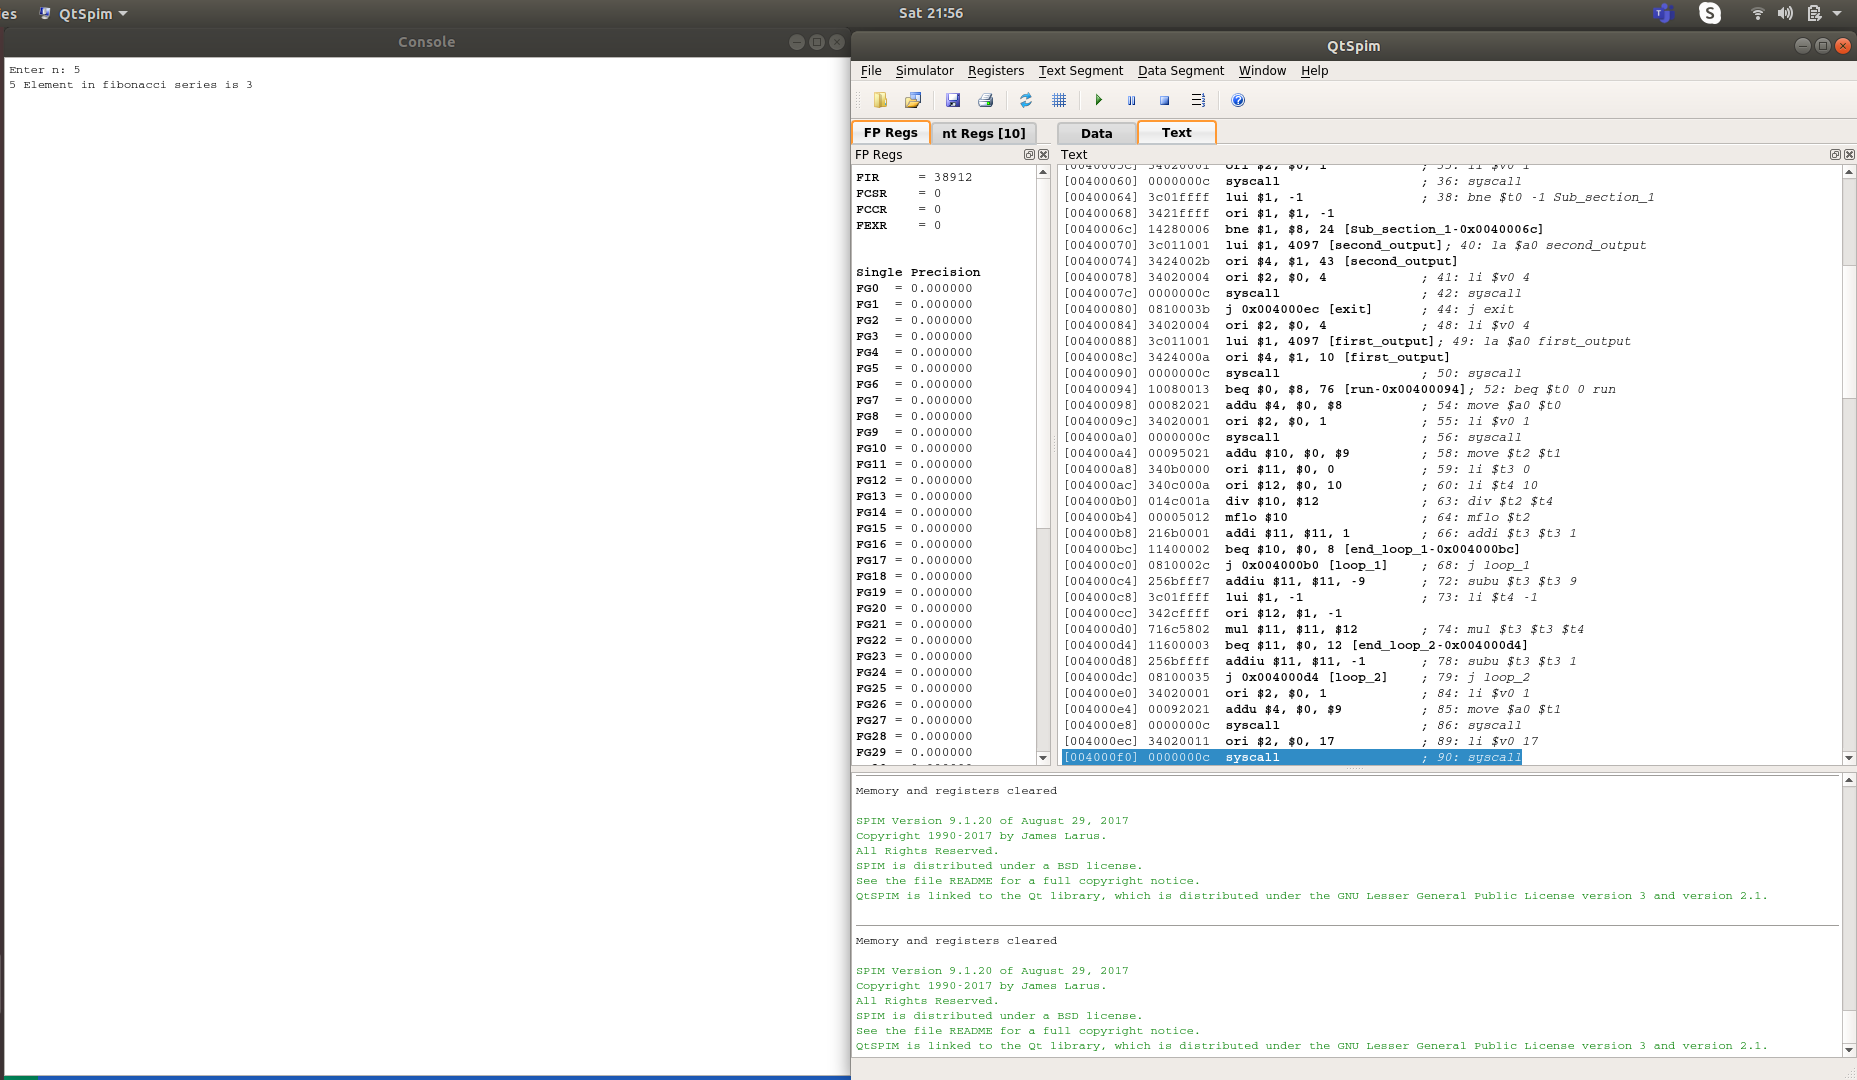 es QtSpim Sat 21:56 S
Console
Enter n: 5
5 Element in fibonacci series is 3
QtSpim
File Simulator Registers Text Segment Data Segment Window Help
FP Regs nt Regs [10] Data Text
FP Regs
FIR = 38912
FCSR = 0
FCCR = 0
FEXR = 0
Single Precision
FG0 = 0.000000
FG1 = 0.000000
FG2 = 0.000000
FG3 = 0.000000
FG4 = 0.000000
FG5 = 0.000000
FG6 = 0.000000
FG7 = 0.000000
FG8 = 0.000000
FG9 = 0.000000
FG10 = 0.000000
FG11 = 0.000000
FG12 = 0.000000
FG13 = 0.000000
FG14 = 0.000000
FG15 = 0.000000
FG16 = 0.000000
FG17 = 0.000000
FG18 = 0.000000
FG19 = 0.000000
FG20 = 0.000000
FG21 = 0.000000
FG22 = 0.000000
FG23 = 0.000000
FG24 = 0.000000
FG25 = 0.000000
FG26 = 0.000000
FG27 = 0.000000
FG28 = 0.000000
FG29 = 0.000000
Text
[0040005c] 34020001 ori $2, $0, 1 ; 35: li $v0 1
[00400060] 0000000c syscall ; 36: syscall
[00400064] 3c01ffff lui $1, -1 ; 38: bne $t0 -1 Sub_section_1
[00400068] 3421ffff ori $1, $1, -1
[0040006c] 14280006 bne $1, $8, 24 [Sub_section_1-0x0040006c]
[00400070] 3c011001 lui $1, 4097 [second_output]; 40: la $a0 second_output
[00400074] 3424002b ori $4, $1, 43 [second_output]
[00400078] 34020004 ori $2, $0, 4 ; 41: li $v0 4
[0040007c] 0000000c syscall ; 42: syscall
[00400080] 0810003b j 0x004000ec [exit] ; 44: j exit
[00400084] 34020004 ori $2, $0, 4 ; 48: li $v0 4
[00400088] 3c011001 lui $1, 4097 [first_output]; 49: la $a0 first_output
[0040008c] 3424000a ori $4, $1, 10 [first_output]
[00400090] 0000000c syscall ; 50: syscall
[00400094] 10080013 beq $0, $8, 76 [run-0x00400094]; 52: beq $t0 0 run
[00400098] 00082021 addu $4, $0, $8 ; 54: move $a0 $t0
[0040009c] 34020001 ori $2, $0, 1 ; 55: li $v0 1
[004000a0] 0000000c syscall ; 56: syscall
[004000a4] 00095021 addu $10, $0, $9 ; 58: move $t2 $t1
[004000a8] 340b0000 ori $11, $0, 0 ; 59: li $t3 0
[004000ac] 340c000a ori $12, $0, 10 ; 60: li $t4 10
[004000b0] 014c001a div $10, $12 ; 63: div $t2 $t4
[004000b4] 00005012 mflo $10 ; 64: mflo $t2
[004000b8] 216b0001 addi $11, $11, 1 ; 66: addi $t3 $t3 1
[004000bc] 11400002 beq $10, $0, 8 [end_loop_1-0x004000bc]
[004000c0] 0810002c j 0x004000b0 [loop_1] ; 68: j loop_1
[004000c4] 256bfff7 addiu $11, $11, -9 ; 72: subu $t3 $t3 9
[004000c8] 3c01ffff lui $1, -1 ; 73: li $t4 -1
[004000cc] 342cffff ori $12, $1, -1
[004000d0] 716c5802 mul $11, $11, $12 ; 74: mul $t3 $t3 $t4
[004000d4] 11600003 beq $11, $0, 12 [end_loop_2-0x004000d4]
[004000d8] 256bffff addiu $11, $11, -1 ; 78: subu $t3 $t3 1
[004000dc] 08100035 j 0x004000d4 [loop_2] ; 79: j loop_2
[004000e0] 34020001 ori $2, $0, 1 ; 84: li $v0 1
[004000e4] 00092021 addu $4, $0, $9 ; 85: move $a0 $t1
[004000e8] 0000000c syscall ; 86: syscall
[004000ec] 34020011 ori $2, $0, 17 ; 89: li $v0 17
[004000f0] 0000000c syscall ; 90: syscall
Memory and registers cleared
SPIM Version 9.1.20 of August 29, 2017
Copyright 1990-2017 by James Larus.
All Rights Reserved.
SPIM is distributed under a BSD license.
See the file README for a full copyright notice.
QtSPIM is linked to the Qt library, which is distributed under the GNU Lesser General Public License version 3 and version 2.1.
Memory and registers cleared
SPIM Version 9.1.20 of August 29, 2017
Copyright 1990-2017 by James Larus.
All Rights Reserved.
SPIM is distributed under a BSD license.
See the file README for a full copyright notice.
QtSPIM is linked to the Qt library, which is distributed under the GNU Lesser General Public License version 3 and version 2.1.